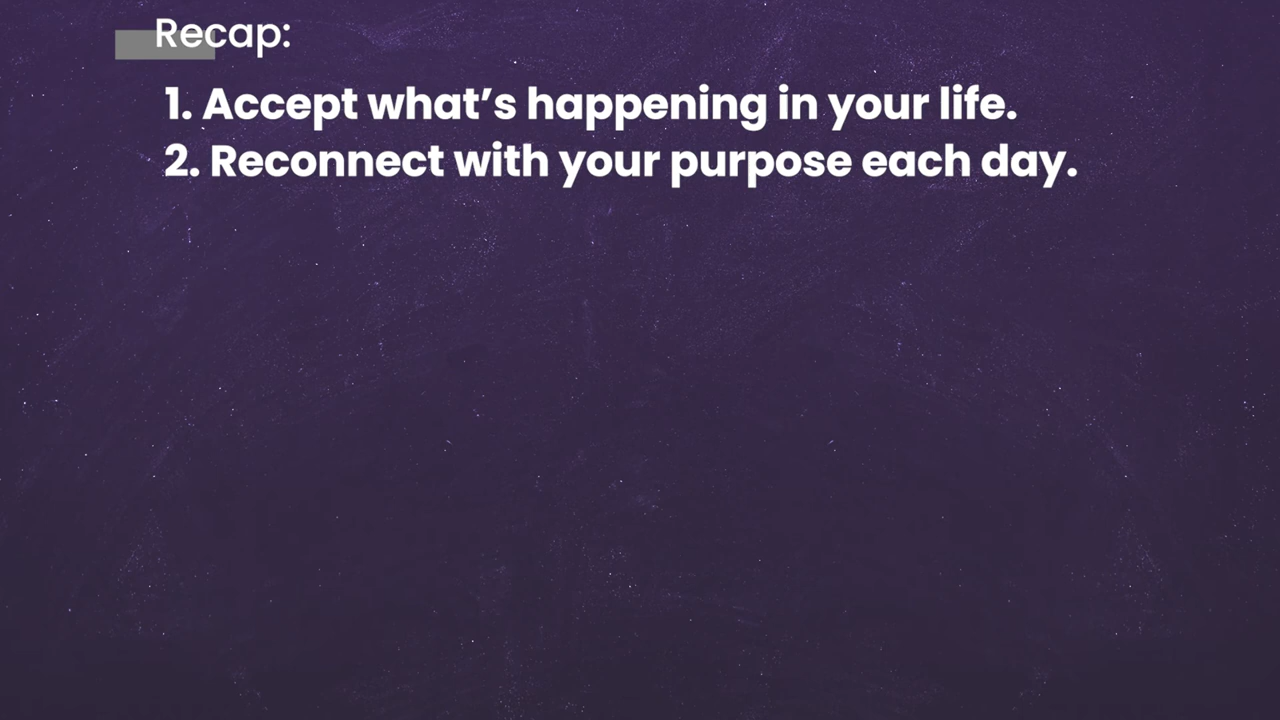 Recap:
1. Accept what’s happening in your life.
2. Reconnect with your purpose each day.